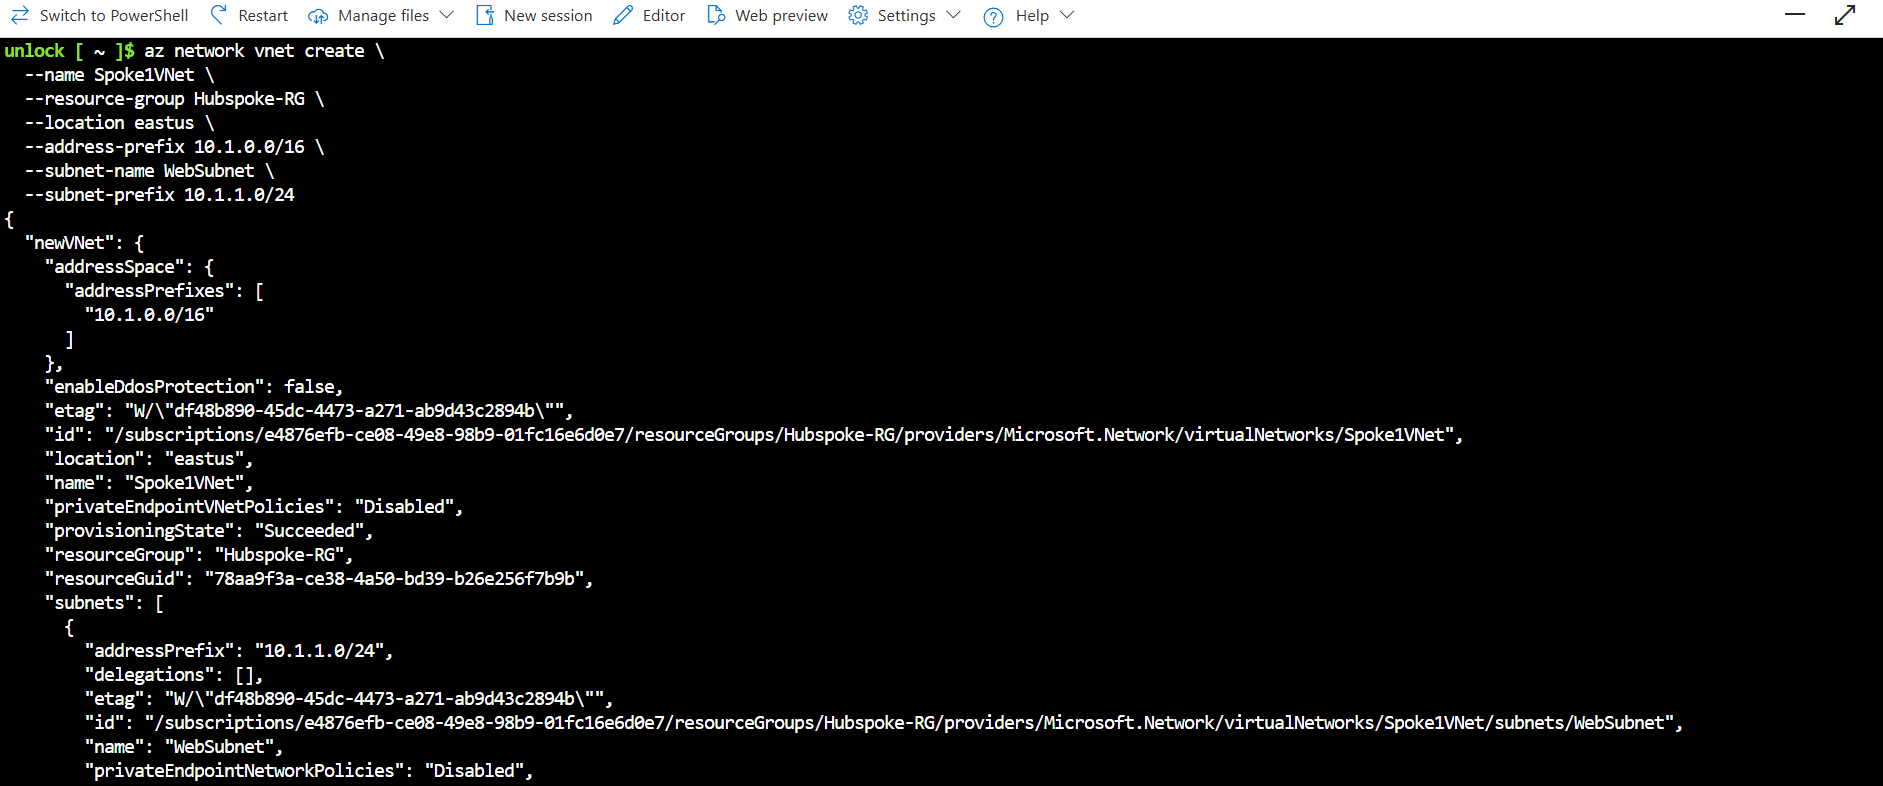 Switch to PowerShell Restart Manage files New session Editor Web preview Settings Help
unlock [ ~ ]$ az network vnet create \
  --name Spoke1VNet \
  --resource-group Hubspoke-RG \
  --location eastus \
  --address-prefix 10.1.0.0/16 \
  --subnet-name WebSubnet \
  --subnet-prefix 10.1.1.0/24
{
  "newVNet": {
    "addressSpace": {
      "addressPrefixes": [
        "10.1.0.0/16"
      ]
    },
    "enableDdosProtection": false,
    "etag": "W/\"df48b890-45dc-4473-a271-ab9d43c2894b\"",
    "id": "/subscriptions/e4876efb-ce08-49e8-98b9-01fc16e6d0e7/resourceGroups/Hubspoke-RG/providers/Microsoft.Network/virtualNetworks/Spoke1VNet",
    "location": "eastus",
    "name": "Spoke1VNet",
    "privateEndpointVNetPolicies": "Disabled",
    "provisioningState": "Succeeded",
    "resourceGroup": "Hubspoke-RG",
    "resourceGuid": "78aa9f3a-ce38-4a50-bd39-b26e256f7b9b",
    "subnets": [
      {
        "addressPrefix": "10.1.1.0/24",
        "delegations": [],
        "etag": "W/\"df48b890-45dc-4473-a271-ab9d43c2894b\"",
        "id": "/subscriptions/e4876efb-ce08-49e8-98b9-01fc16e6d0e7/resourceGroups/Hubspoke-RG/providers/Microsoft.Network/virtualNetworks/Spoke1VNet/subnets/WebSubnet",
        "name": "WebSubnet",
        "privateEndpointNetworkPolicies": "Disabled",